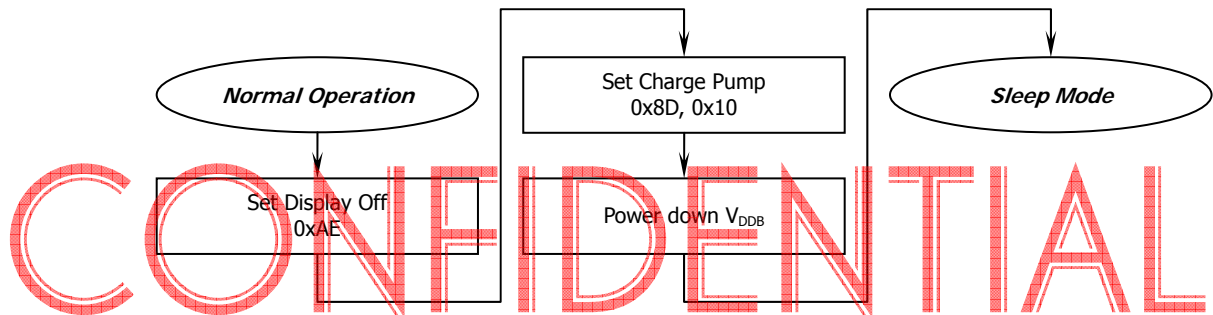 Normal Operation
Set Display Off
0xAE
Set Charge Pump
0x8D, 0x10
Power down VDDB
Sleep Mode
CONFIDENTIAL